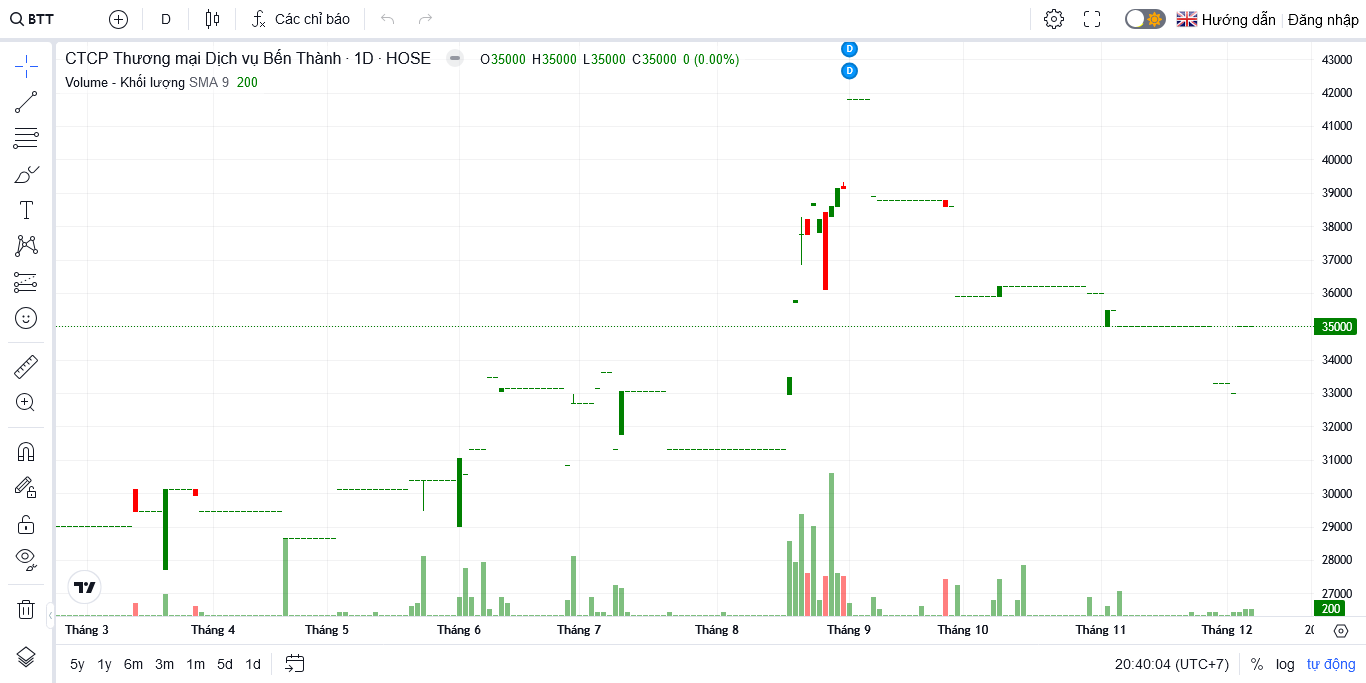 BTT D Các chỉ báo Hướng dẫn Đăng nhập
CTCP Thương mại Dịch vụ Bến Thành · 1D · HOSE O35000 H35000 L35000 C35000 0 (0.00%)
Volume - Khối lượng SMA 9 200
D
D
43000
42000
41000
40000
39000
38000
37000
36000
35000
34000
33000
32000
31000
30000
29000
28000
27000
200
Tháng 3 Tháng 4 Tháng 5 Tháng 6 Tháng 7 Tháng 8 Tháng 9 Tháng 10 Tháng 11 Tháng 12
5y 1y 6m 3m 1m 5d 1d 20:40:04 (UTC+7) % log tự động